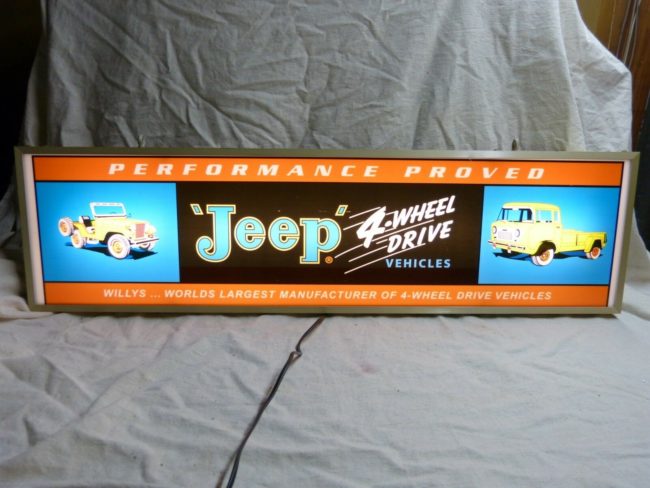 PERFORMANCE PROVED
'Jeep'®
4-WHEEL
DRIVE
VEHICLES
WILLYS ... WORLDS LARGEST MANUFACTURER OF 4-WHEEL DRIVE VEHICLES